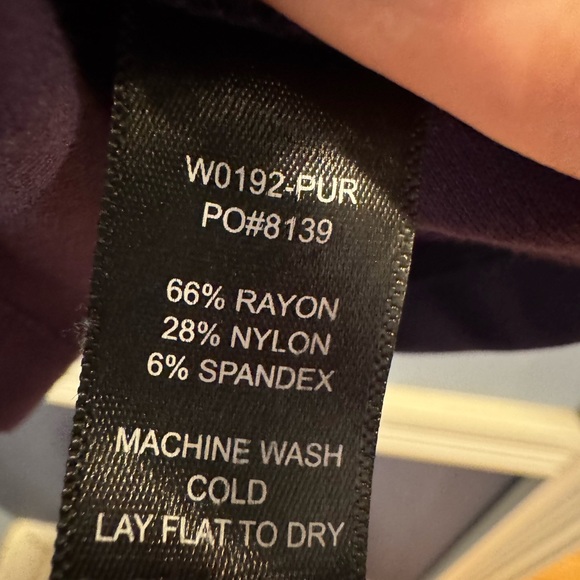 W0192-PUR
PO#8139
66% RAYON
28% NYLON
6% SPANDEX
MACHINE WASH
COLD
LAY FLAT TO DRY